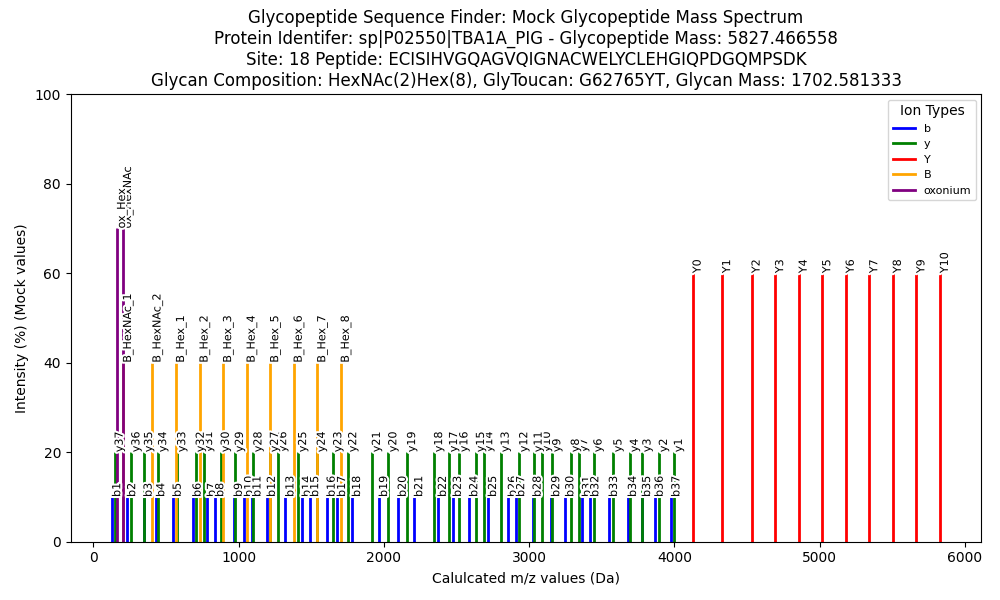 Glycopeptide Sequence Finder: Mock Glycopeptide Mass Spectrum
Protein Identifer: sp|P02550|TBA1A_PIG - Glycopeptide Mass: 5827.466558
Site: 18 Peptide: ECISIHVGQAGVQIGNACWELYCLEHGIQPDGQMPSDK
Glycan Composition: HexNAc(2)Hex(8), GlyToucan: G62765YT, Glycan Mass: 1702.581333
Intensity (%) (Mock values)
100
80
60
40
20
0
Ion Types
b
y
Y
B
oxonium
ox_Hex
ox_HexNAc
B_HexNAc_1
B_HexNAc_2
B_Hex_1
B_Hex_2
B_Hex_3
B_Hex_4
B_Hex_5
B_Hex_6
B_Hex_7
B_Hex_8
Y0
Y1
Y2
Y3
Y4
Y5
Y6
Y7
Y8
Y9
Y10
y37
y36
y35
y34
y33
y32
y31
y30
y29
y28
y27
y26
y25
y24
y23
y22
y21
y20
y19
y18
y17
y16
y15
y14
y13
y12
y11
y10
y9
y8
y7
y6
y5
y4
y3
y2
y1
b1
b2
b3
b4
b5
b6
b7
b8
b9
b10
b11
b12
b13
b14
b15
b16
b17
b18
b19
b20
b21
b22
b23
b24
b25
b26
b27
b28
b29
b30
b31
b32
b33
b34
b35
b36
b37
0
1000
2000
3000
4000
5000
6000
Calulcated m/z values (Da)